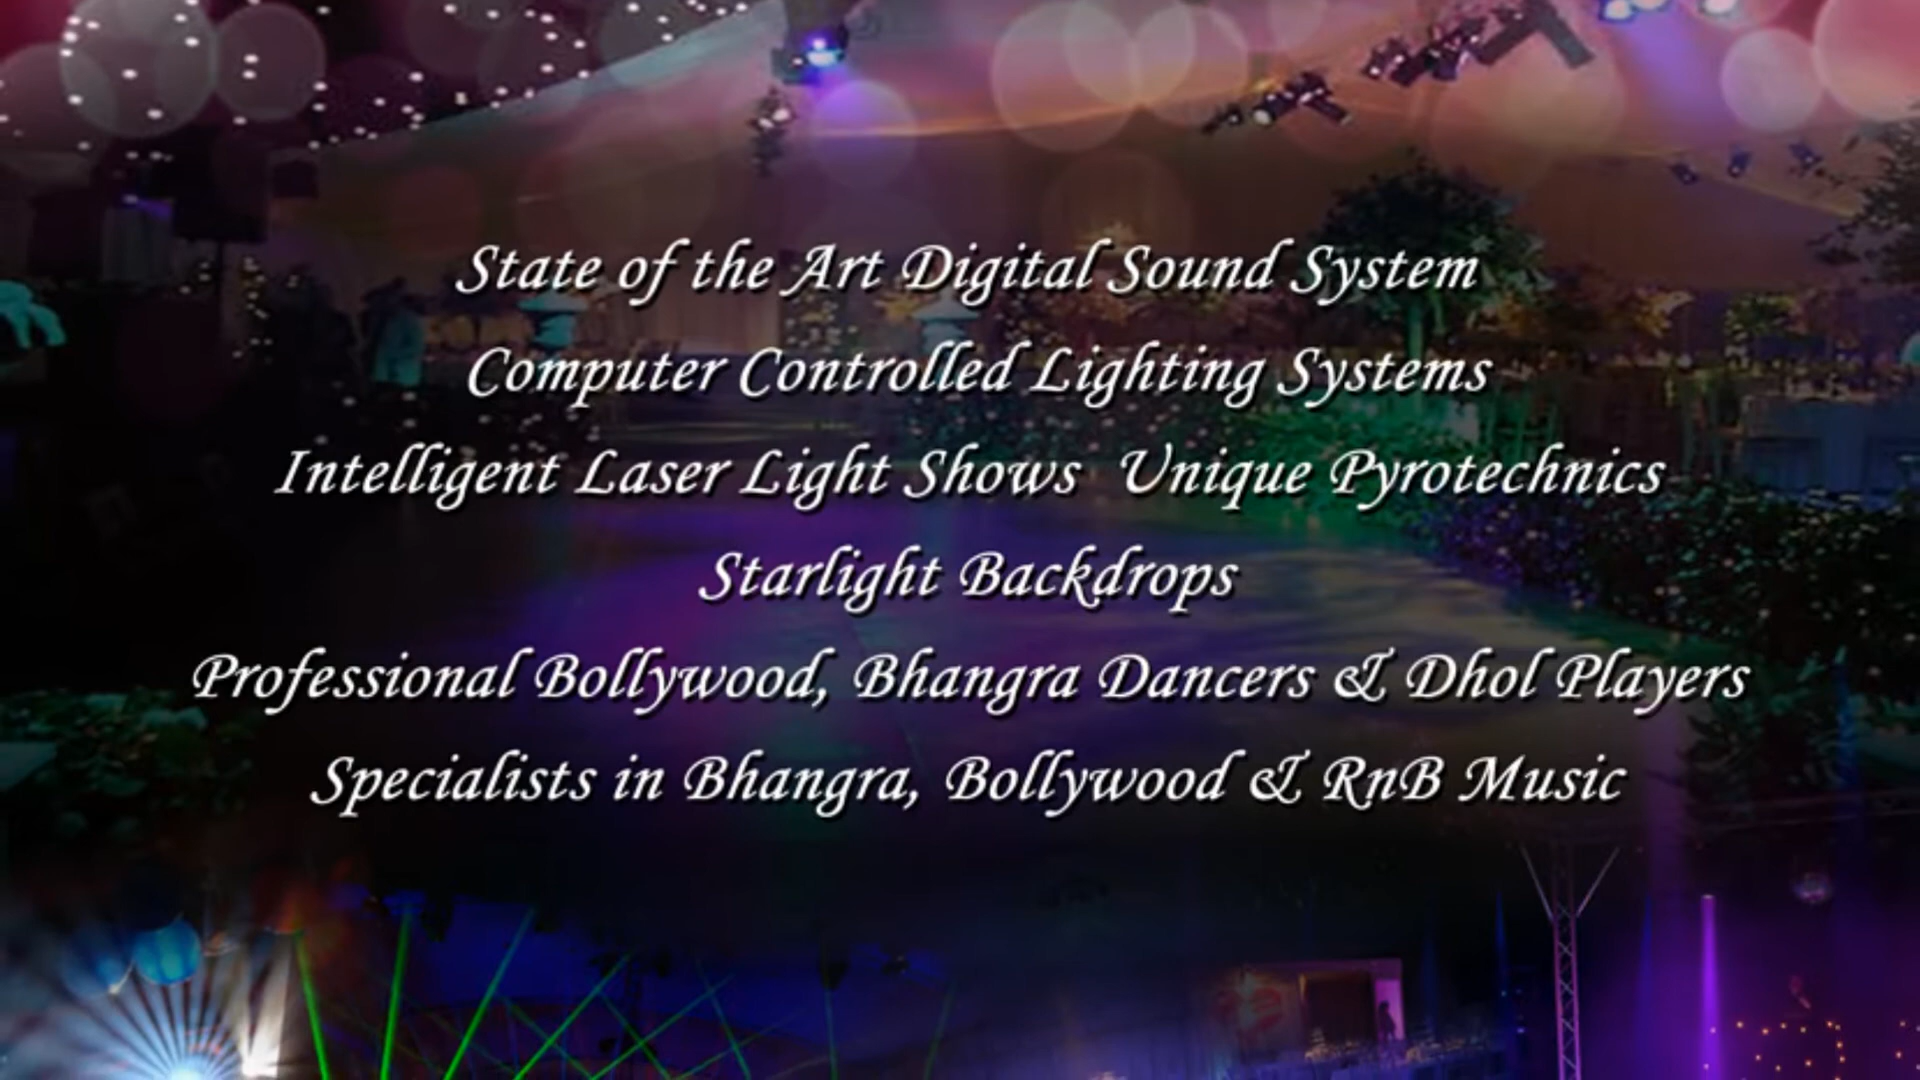 State of the Art Digital Sound System
Computer Controlled Lighting Systems
Intelligent Laser Light Shows  Unique Pyrotechnics
Starlight Backdrops
Professional Bollywood, Bhangra Dancers & Dhol Players
Specialists in Bhangra, Bollywood & RnB Music